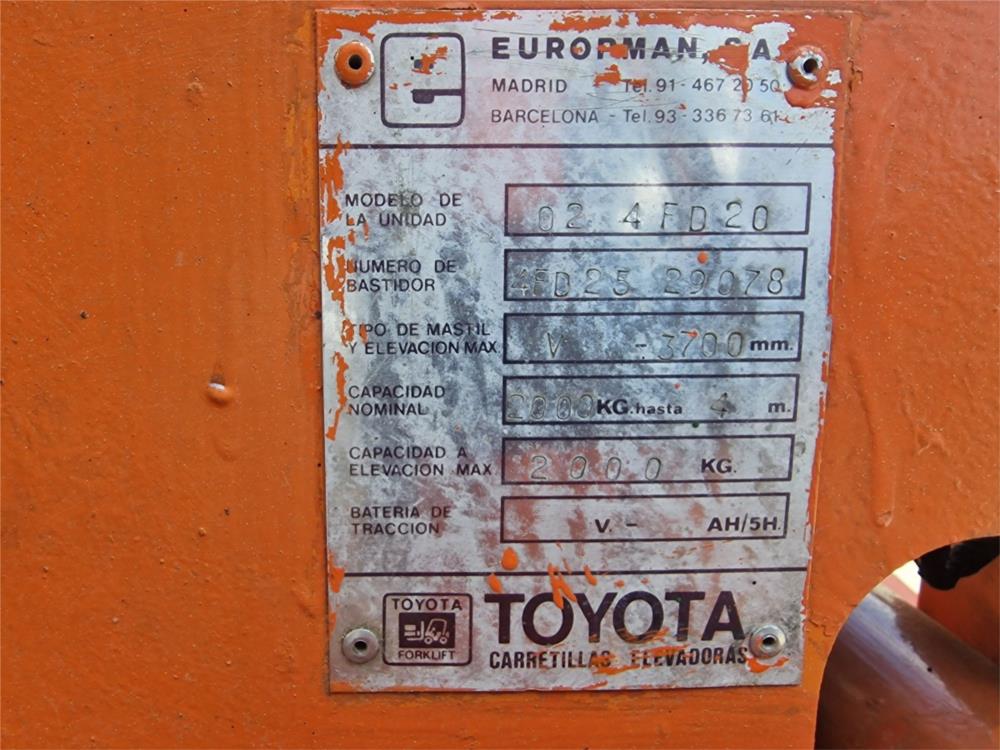 EUROPMAN, S.A.
MADRID - Tel. 91 - 467 20 50
BARCELONA - Tel. 93 - 336 73 61
MODELO DE LA UNIDAD 02 4FD20
NUMERO DE BASTIDOR 4FD25 29078
TIPO DE MASTIL Y ELEVACION MAX. V - 3700 mm.
CAPACIDAD NOMINAL 2000 KG. hasta 4 m.
CAPACIDAD A ELEVACION MAX 2000 KG.
BATERIA DE TRACCION V. - AH/5H.
TOYOTA
FORKLIFT
TOYOTA
CARRETILLAS ELEVADORAS